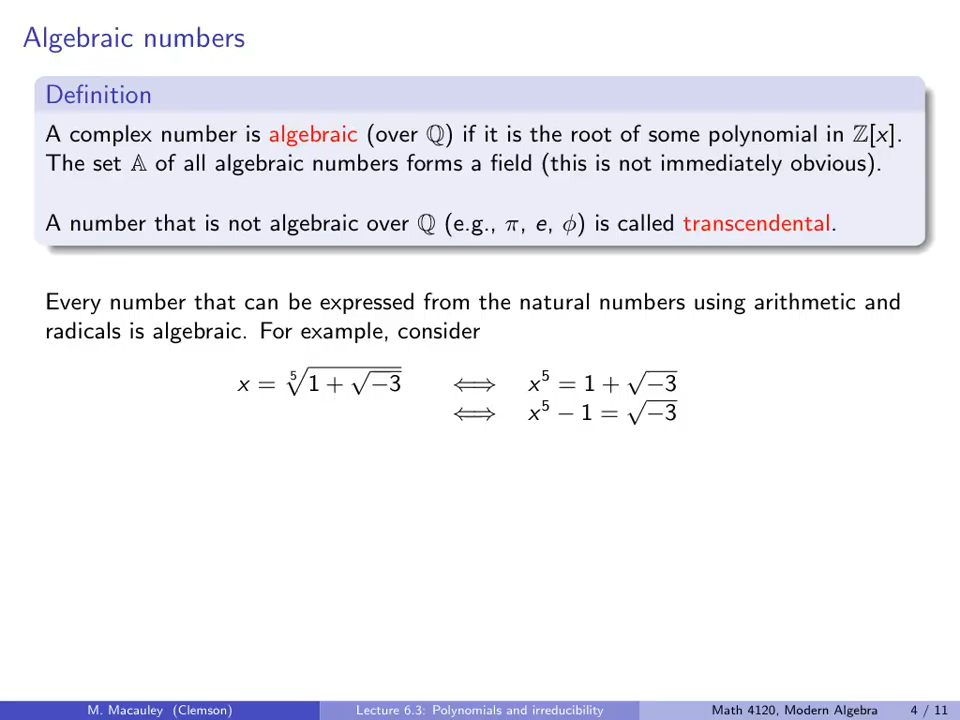 Algebraic numbers
Definition
A complex number is algebraic (over ℚ) if it is the root of some polynomial in ℤ[x].
The set 𝔸 of all algebraic numbers forms a field (this is not immediately obvious).
A number that is not algebraic over ℚ (e.g., π, e, ϕ) is called transcendental.
Every number that can be expressed from the natural numbers using arithmetic and
radicals is algebraic. For example, consider
x = ⁵√(1 + √−3) ⟺ x⁵ = 1 + √−3
⟺ x⁵ − 1 = √−3
M. Macauley (Clemson) Lecture 6.3: Polynomials and irreducibility Math 4120, Modern Algebra 4 / 11